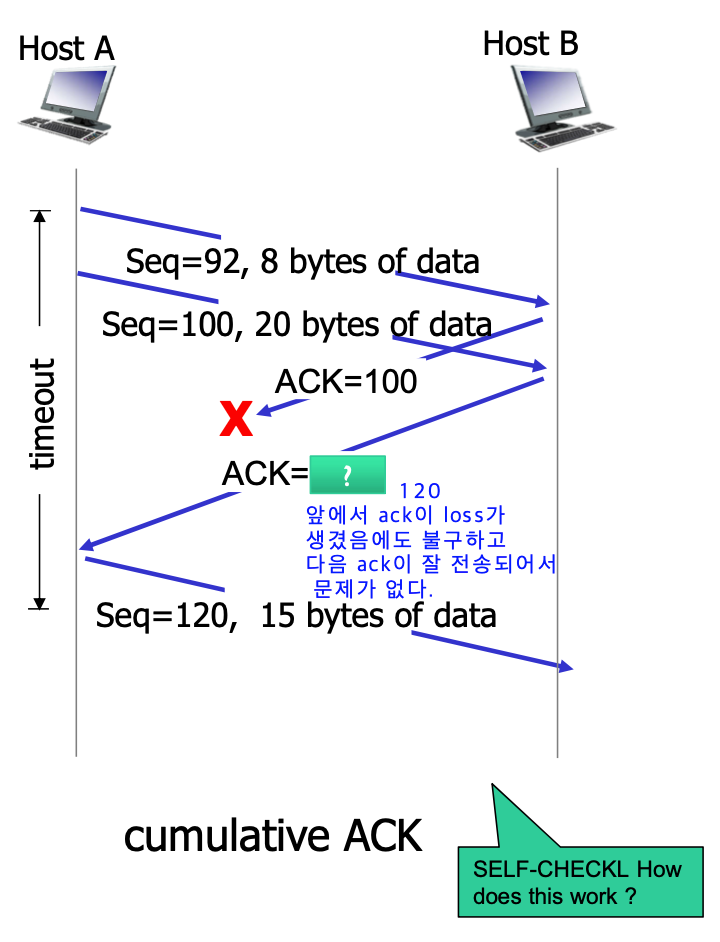 Host A
Host B
Seq=92, 8 bytes of data
Seq=100, 20 bytes of data
ACK=100
X
timeout
ACK= ?
120
앞에서 ack이 loss가
생겼음에도 불구하고
다음 ack이 잘 전송되어서
문제가 없다.
Seq=120, 15 bytes of data
cumulative ACK
SELF-CHECKL How
does this work ?